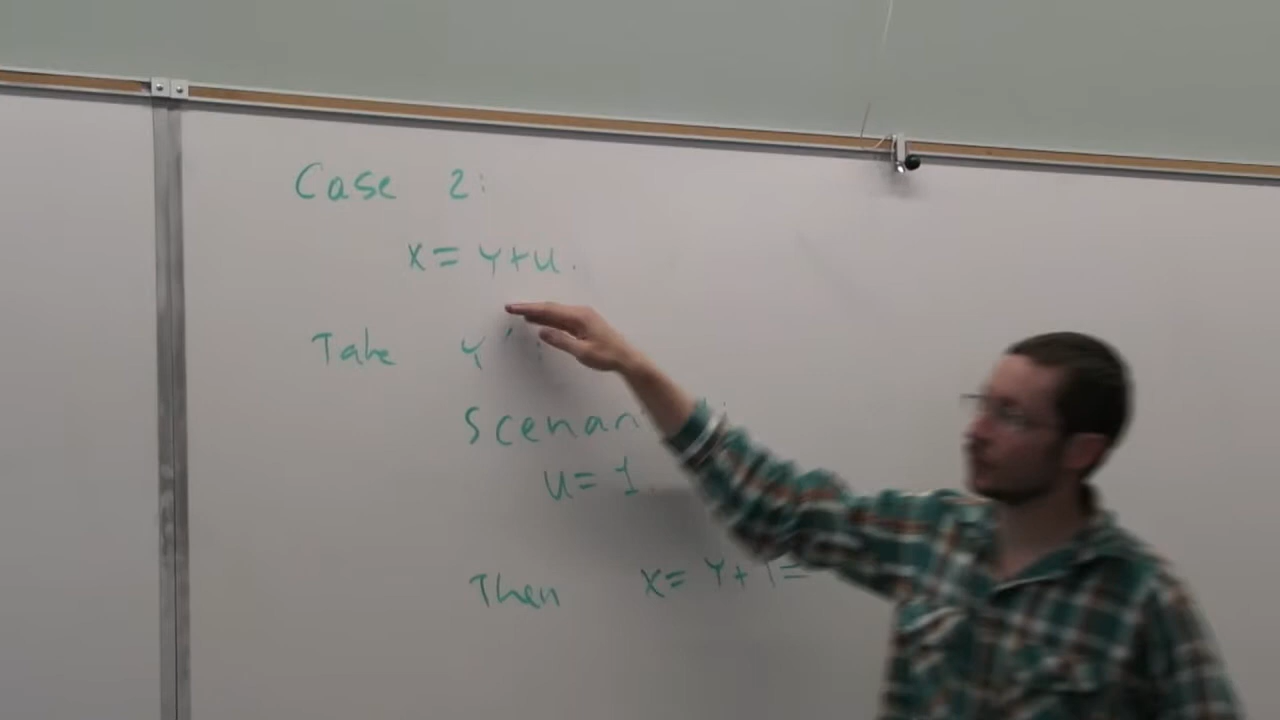 Case 2:
x = y + u.
Take y'
Scenar
u = 1.
Then x = y + 1 =